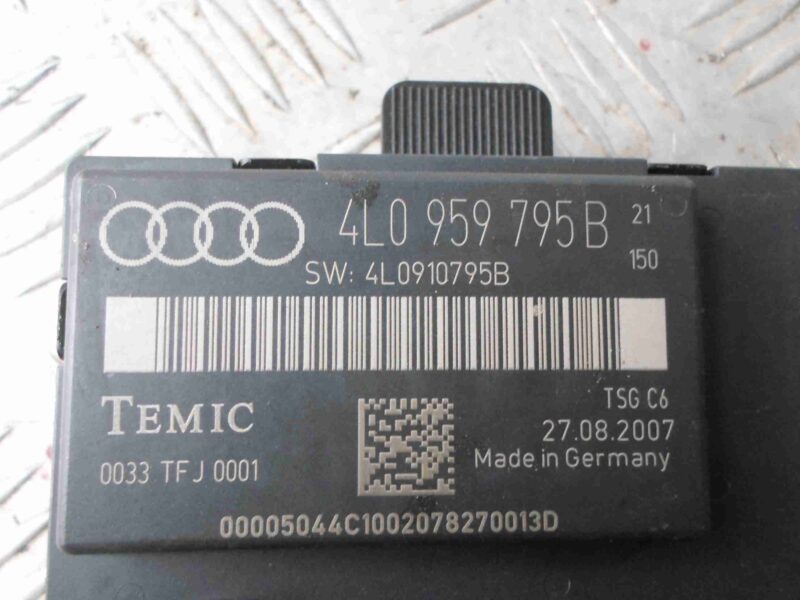 4L0 959 795B 21
150
SW: 4L0910795B
TEMIC
TSG C6
27.08.2007
0033 TFJ 0001
Made in Germany
00005044C1002078270013D